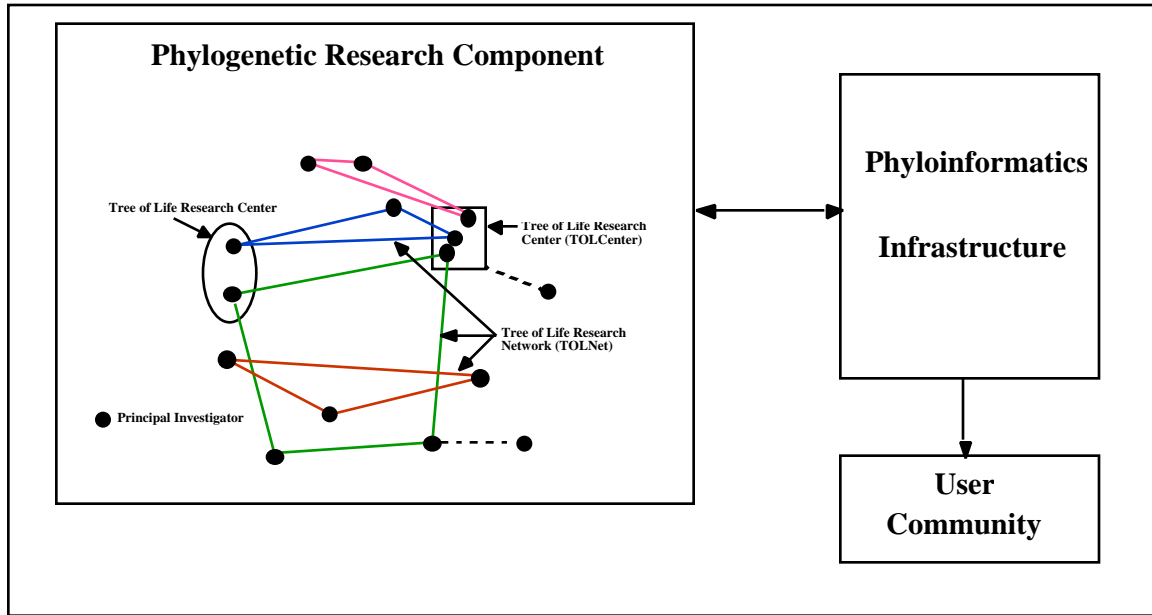 Phylogenetic Research Component
Tree of Life Research Center
Tree of Life Research
Center (TOLCenter)
Tree of Life Research
Network (TOLNet)
Principal Investigator
Phyloinformatics
Infrastructure
User
Community